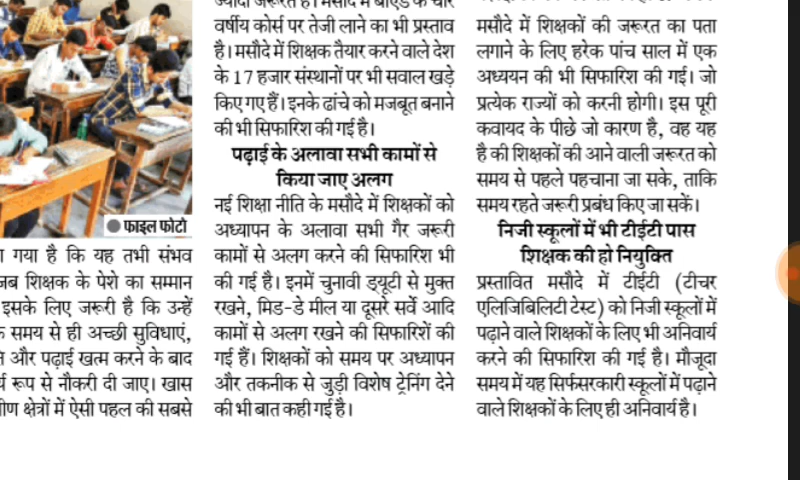 फाइल फोटो
गया है कि यह तभी संभव
जब शिक्षक के पेशे का सम्मान
इसके लिए जरूरी है कि उन्हें
समय से ही अच्छी सुविधाएं,
और पढ़ाई खत्म करने के बाद
रूप से नौकरी दी जाए। खास
क्षेत्रों में ऐसी पहल की सबसे
वर्षीय कोर्स पर तेजी लाने का भी प्रस्ताव
है। मसौदे में शिक्षक तैयार करने वाले देश
के 17 हजार संस्थानों पर भी सवाल खड़े
किए गए हैं। इनके ढांचे को मजबूत बनाने
की भी सिफारिश की गई है।
पढ़ाई के अलावा सभी कामों से
किया जाए अलग
नई शिक्षा नीति के मसौदे में शिक्षकों को
अध्यापन के अलावा सभी गैर जरूरी
कामों से अलग करने की सिफारिश भी
की गई है। इनमें चुनावी ड्यूटी से मुक्त
रखने, मिड-डे मील या दूसरे सर्वे आदि
कामों से अलग रखने की सिफारिशें की
गई हैं। शिक्षकों को समय पर अध्यापन
और तकनीक से जुड़ी विशेष ट्रेनिंग देने
की भी बात कही गई है।
मसौदे में शिक्षकों की जरूरत का पता
लगाने के लिए हरेक पांच साल में एक
अध्ययन की भी सिफारिश की गई। जो
प्रत्येक राज्यों को करनी होगी। इस पूरी
कवायद के पीछे जो कारण है, वह यह
है की शिक्षकों की आने वाली जरूरत को
समय से पहले पहचाना जा सके, ताकि
समय रहते जरूरी प्रबंध किए जा सकें।
निजी स्कूलों में भी टीईटी पास
शिक्षक की हो नियुक्ति
प्रस्तावित मसौदे में टीईटी (टीचर
एलिजिबिलिटी टेस्ट) को निजी स्कूलों में
पढ़ाने वाले शिक्षकों के लिए भी अनिवार्य
करने की सिफारिश की गई है। मौजूदा
समय में यह सिर्फ सरकारी स्कूलों में पढ़ाने
वाले शिक्षकों के लिए ही अनिवार्य है।